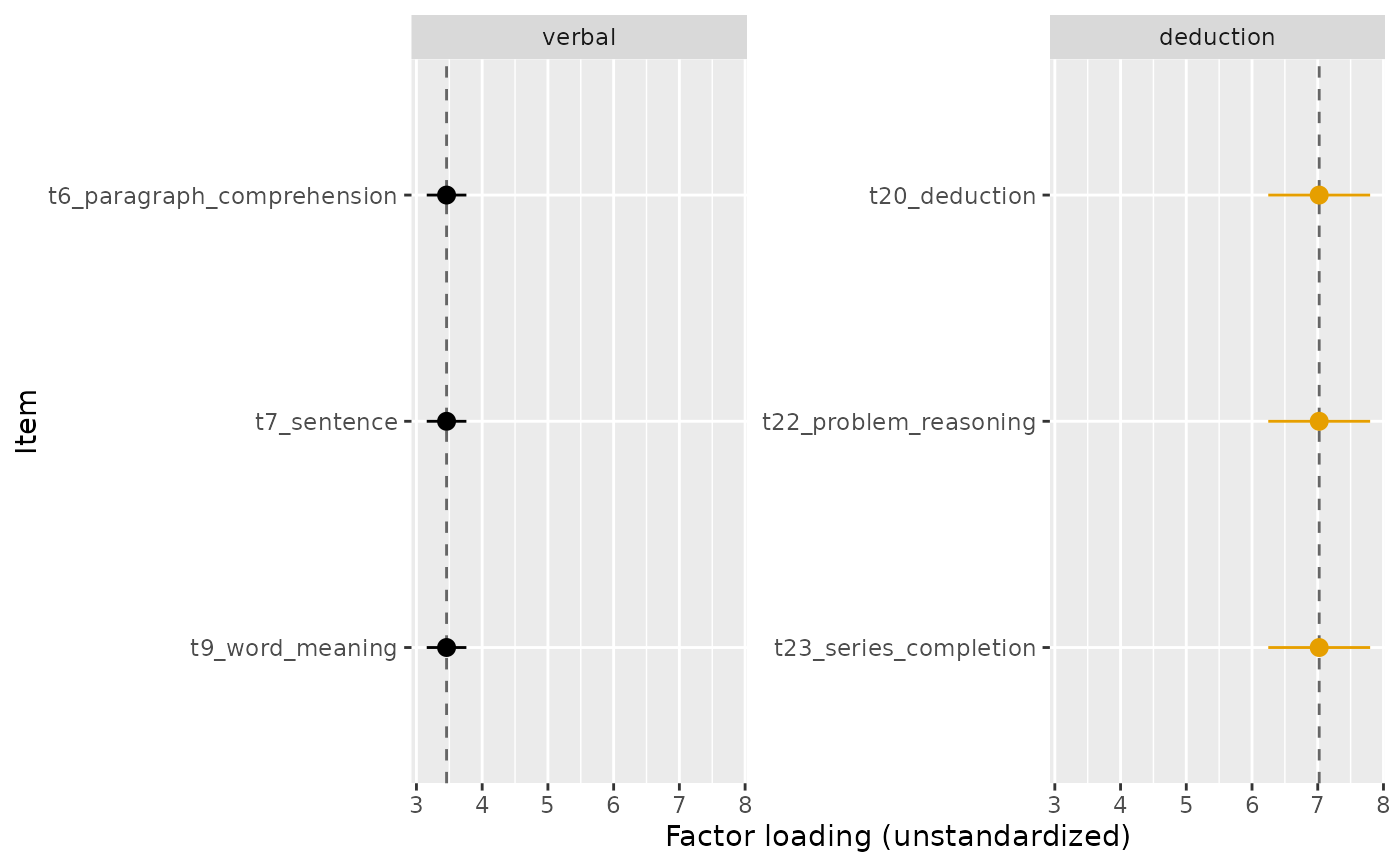 verbal
deduction
t6_paragraph_comprehension
t20_deduction
t7_sentence
t22_problem_reasoning
t9_word_meaning
t23_series_completion
Item
3 4 5 6 7 8
3 4 5 6 7 8
Factor loading (unstandardized)